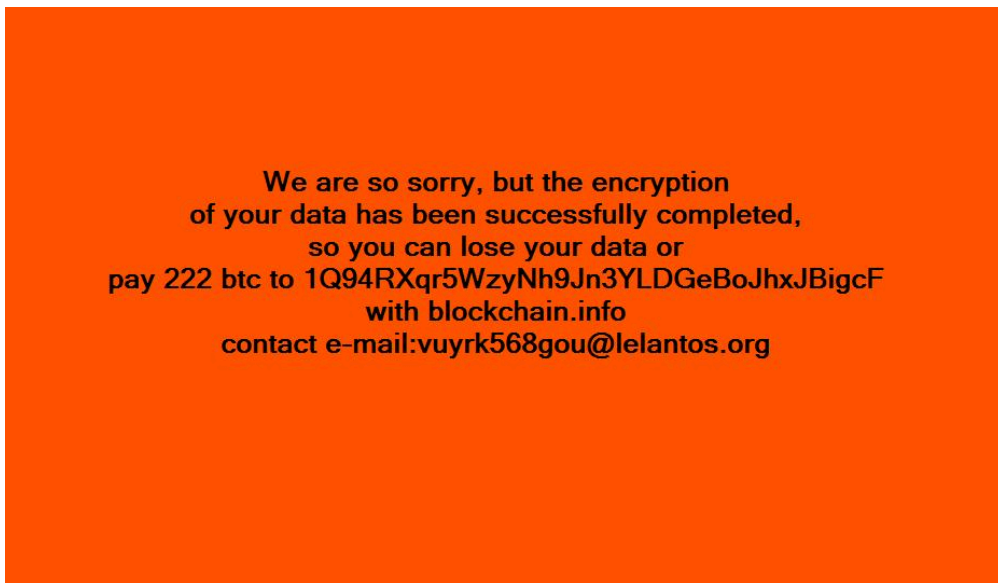 We are so sorry, but the encryption
of your data has been successfully completed,
so you can lose your data or
pay 222 btc to 1Q94RXqr5WzyNh9Jn3YLDGeBoJhxJBigcF
with blockchain.info
contact e-mail:vuyrk568gou@lelantos.org